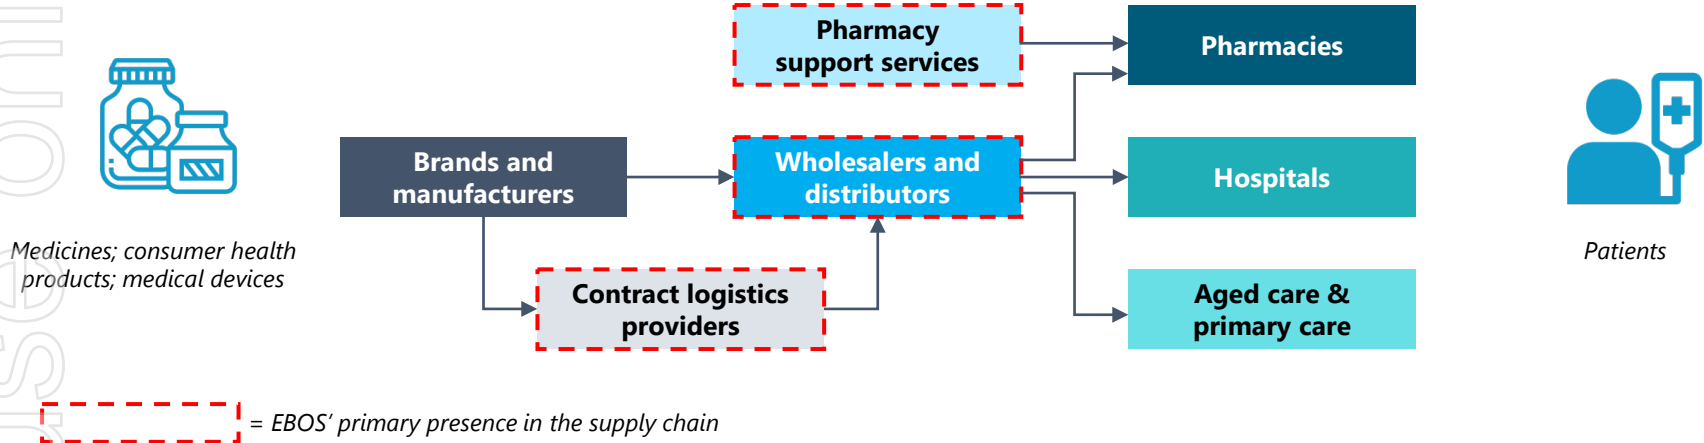 Pharmacy
support services
Pharmacies
Brands and
manufacturers
Wholesalers and
distributors
Hospitals
Medicines; consumer health
products; medical devices
Patients
Contract logistics
providers
Aged care &
primary care
= EBOS’ primary presence in the supply chain